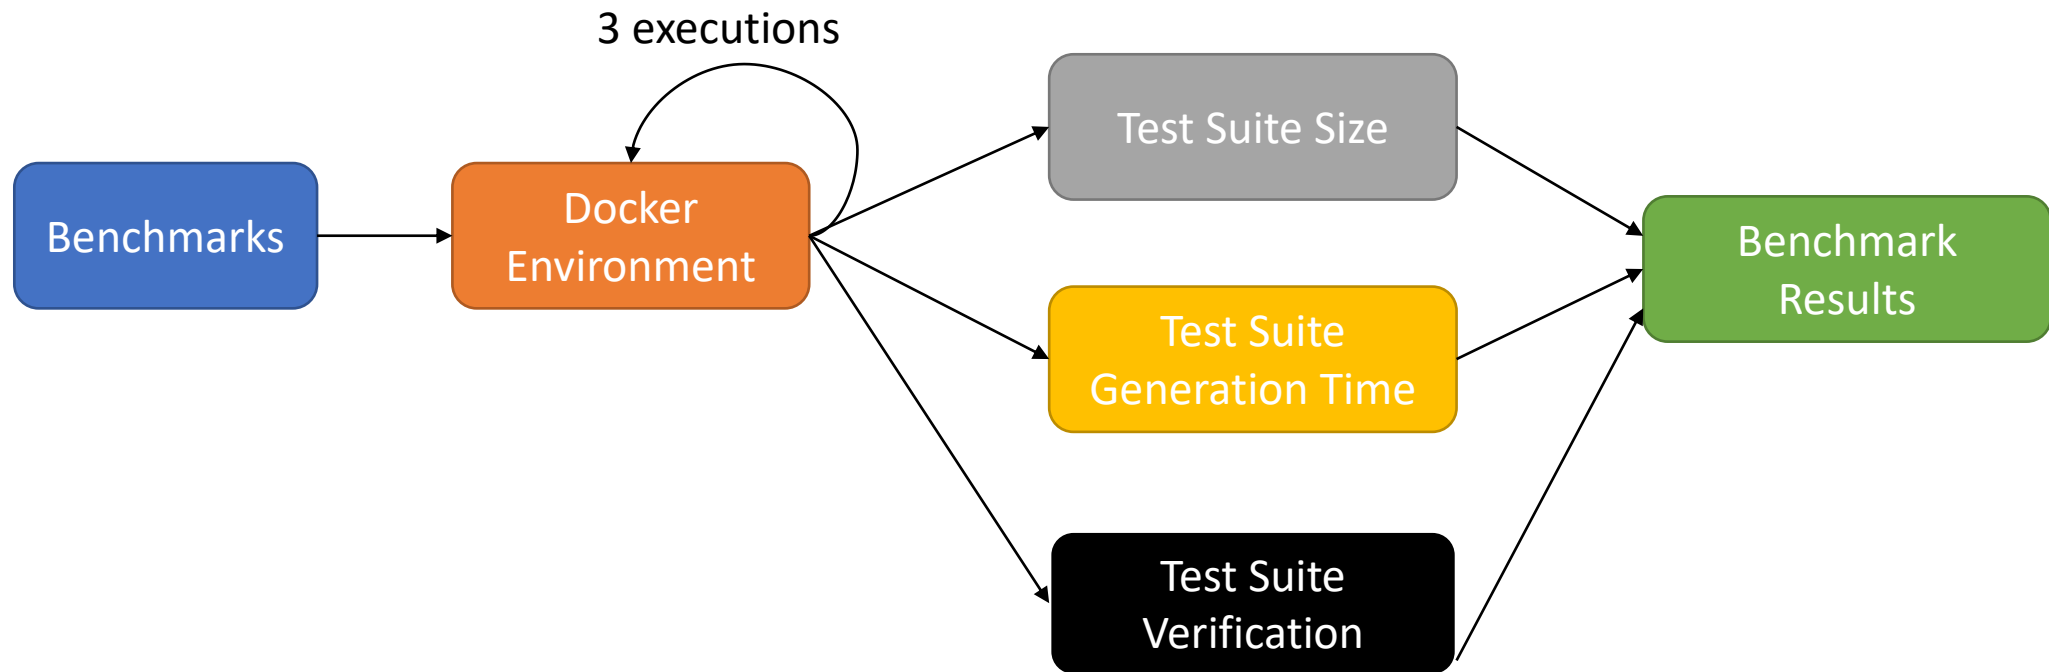 3 executions
Benchmarks
Docker
Environment
Test Suite Size
Test Suite
Generation Time
Test Suite
Verification
Benchmark
Results